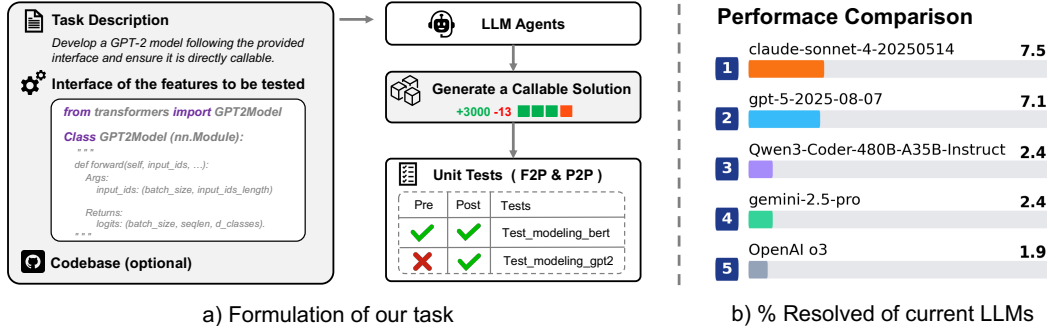 Task Description
Develop a GPT-2 model following the provided
interface and ensure it is directly callable.
Interface of the features to be tested
from transformers import GPT2Model
Class GPT2Model (nn.Module):
"""
def forward(self, input_ids, ...):
Args:
input_ids: (batch_size, input_ids_length)
Returns:
logits: (batch_size, seqlen, d_classes).
"""
Codebase (optional)
LLM Agents
Generate a Callable Solution
+3000 -13
Unit Tests ( F2P & P2P )
Pre Post Tests
Test_modeling_bert
Test_modeling_gpt2
a) Formulation of our task
Performace Comparison
claude-sonnet-4-20250514 7.5
1
gpt-5-2025-08-07 7.1
2
Qwen3-Coder-480B-A35B-Instruct 2.4
3
gemini-2.5-pro 2.4
4
OpenAI o3 1.9
5
b) % Resolved of current LLMs